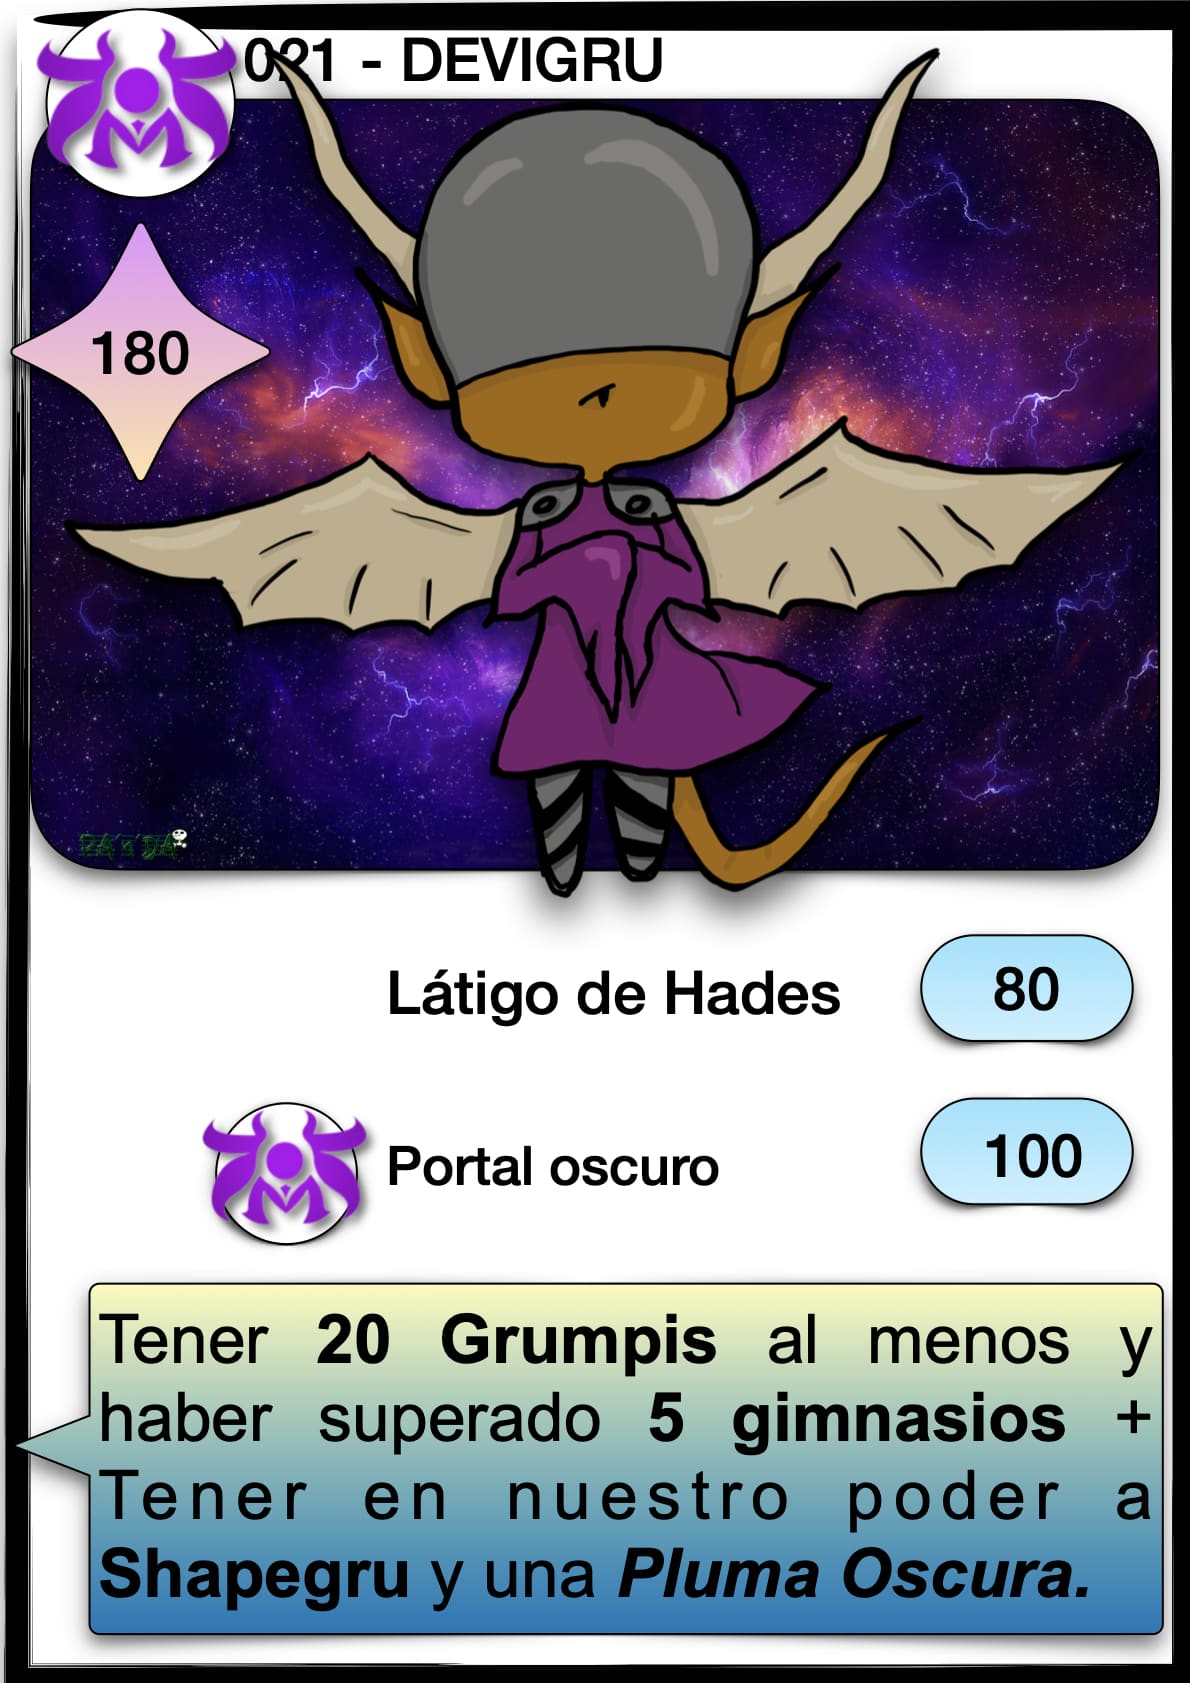 021 - DEVIGRU
180
Látigo de Hades 80
Portal oscuro 100
Tener 20 Grumpis al menos y
haber superado 5 gimnasios +
Tener en nuestro poder a
Shapegru y una Pluma Oscura.